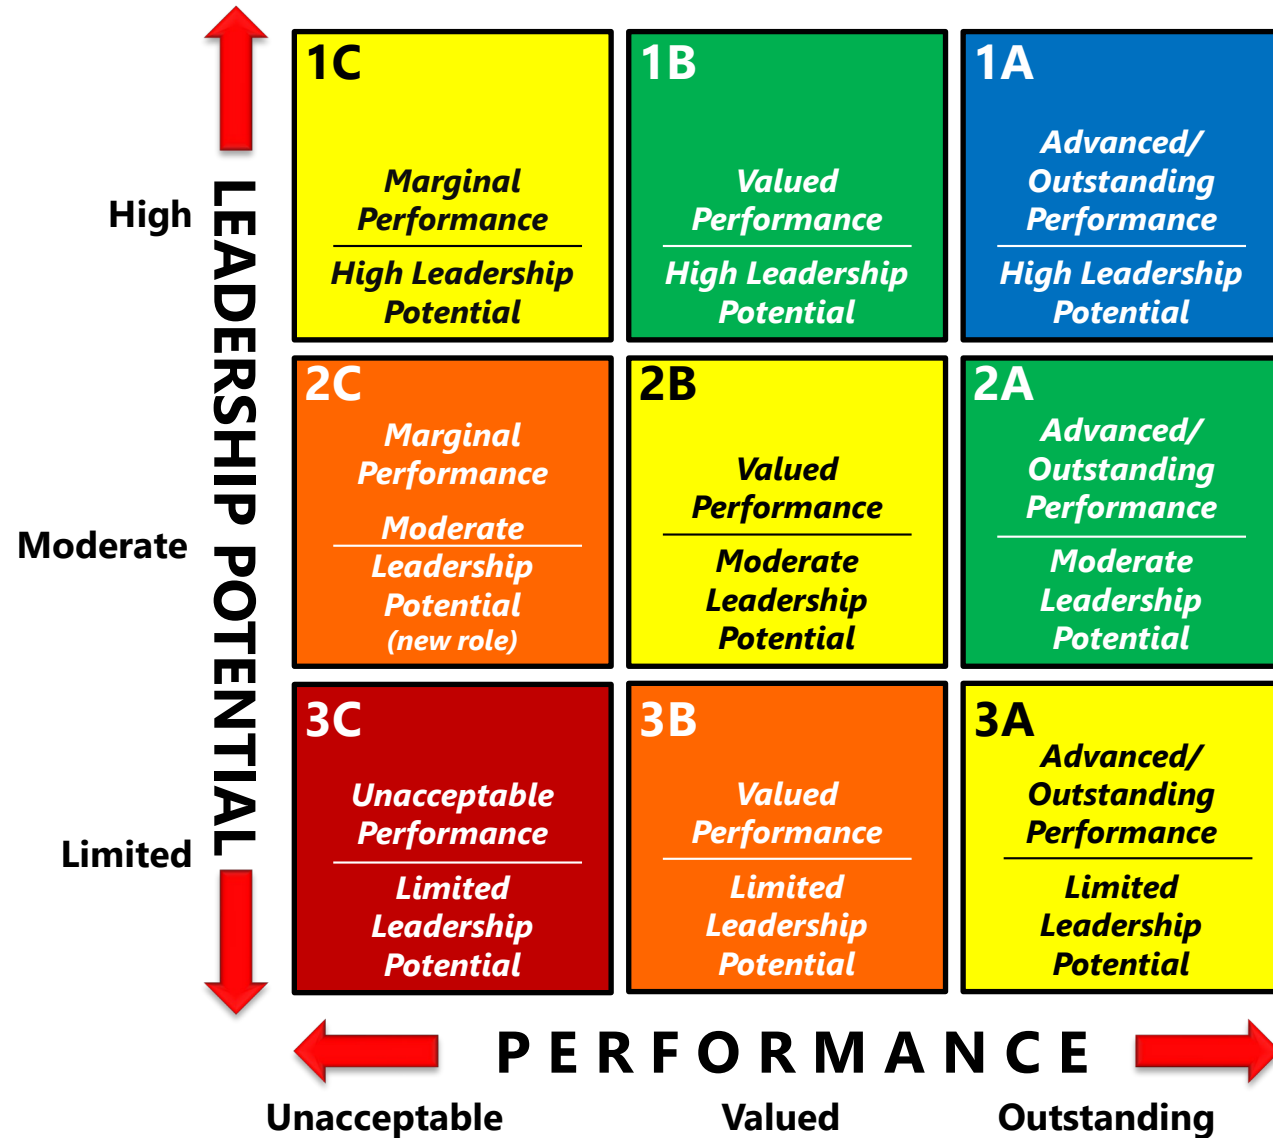 1C
Marginal
Performance
High Leadership
Potential
1B
Valued
Performance
High Leadership
Potential
1A
Advanced/
Outstanding
Performance
High Leadership
Potential
High
2C
Marginal
Performance
Moderate
Leadership
Potential
(new role)
2B
Valued
Performance
Moderate
Leadership
Potential
2A
Advanced/
Outstanding
Performance
Moderate
Leadership
Potential
Moderate
LEADERSHIP POTENTIAL
3C
Unacceptable
Performance
Limited
Leadership
Potential
3B
Valued
Performance
Limited
Leadership
Potential
3A
Advanced/
Outstanding
Performance
Limited
Leadership
Potential
Limited
PERFORMANCE
Unacceptable
Valued
Outstanding